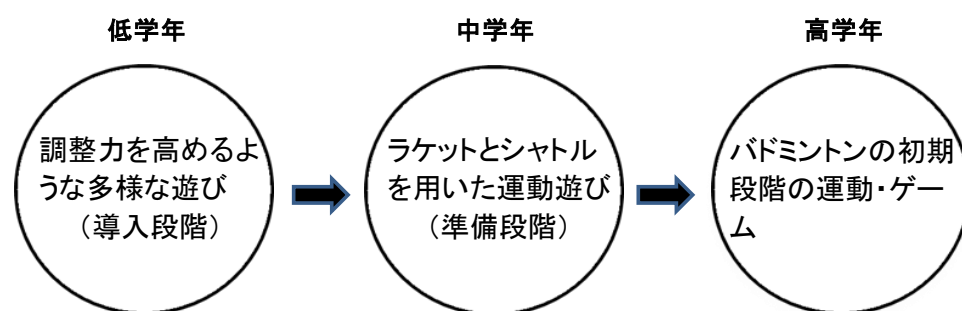 低学年
中学年
高学年
調整力を高めるよ
うな多様な遊び
（導入段階）
ラケットとシャトル
を用いた運動遊び
（準備段階）
バドミントンの初期
段階の運動・ゲー
ム